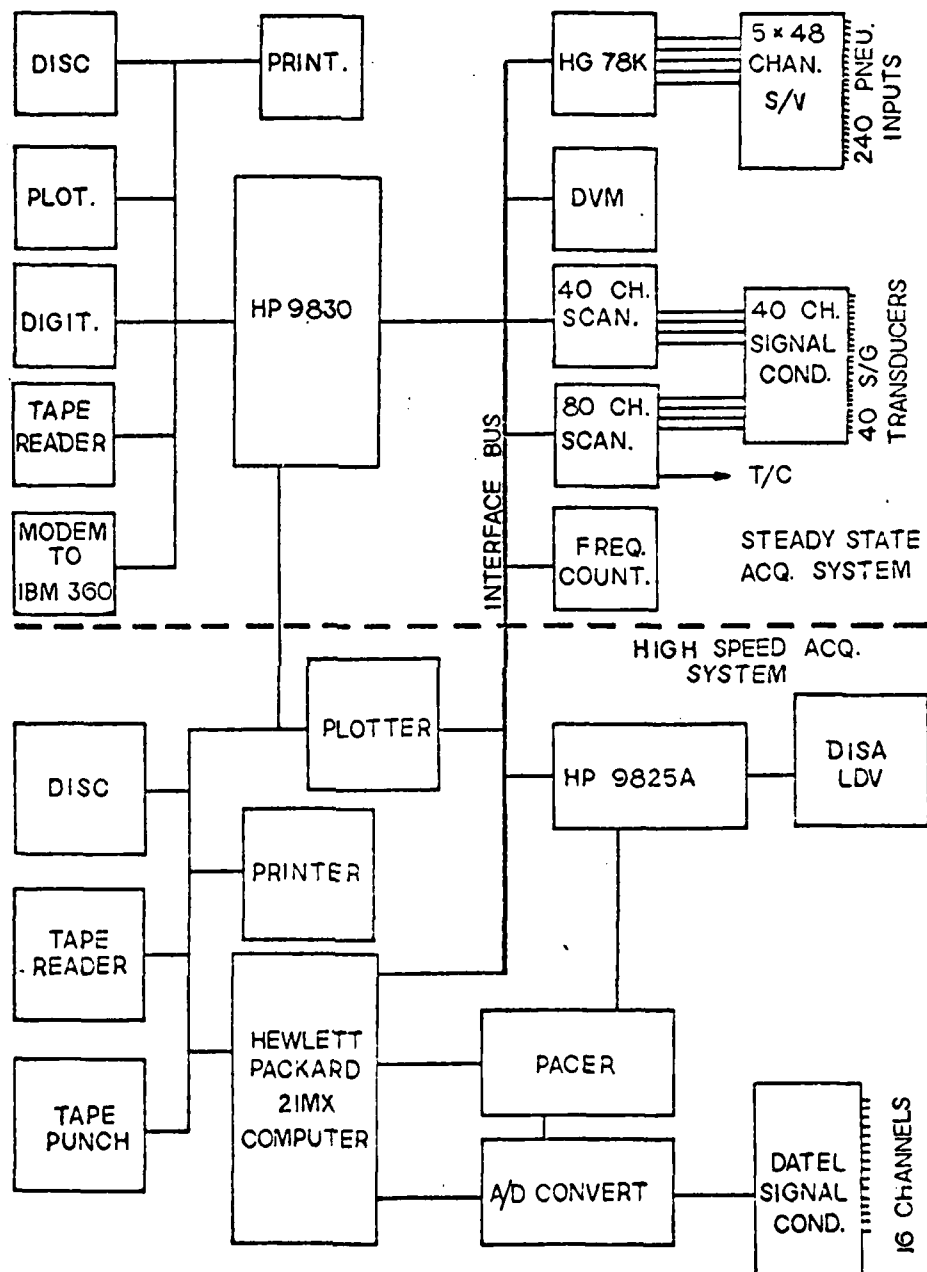 DISC
PRINT.
HG 78K
5 × 48
CHAN.
S/V
240 PNEU.
INPUTS
PLOT.
DVM
DIGIT.
HP 9830
40 CH.
SCAN.
40 CH.
SIGNAL
COND.
40 S/G
TRANSDUCERS
TAPE
READER
80 CH.
SCAN.
T/C
INTERFACE BUS
MODEM
TO
IBM 360
FREQ.
COUNT.
STEADY STATE
ACQ. SYSTEM
HIGH SPEED ACQ.
SYSTEM
PLOTTER
DISC
HP 9825A
DISA
LDV
PRINTER
TAPE
READER
HEWLETT
PACKARD
21MX
COMPUTER
PACER
TAPE
PUNCH
A/D CONVERT
DATEL
SIGNAL
COND.
16 CHANNELS